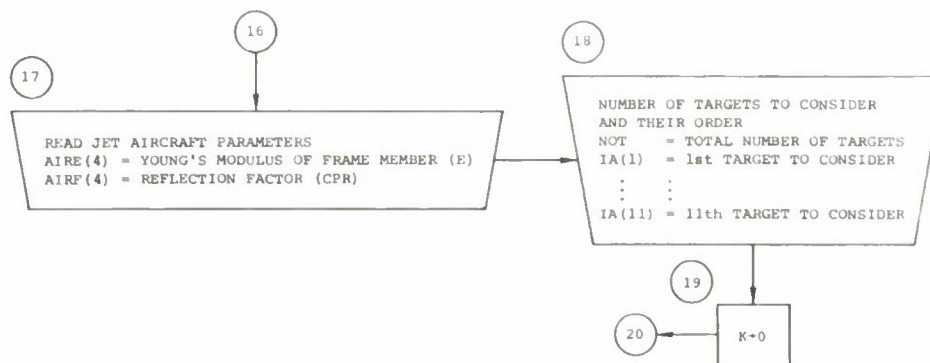 16
17
READ JET AIRCRAFT PARAMETERS
AIRE(4) = YOUNG'S MODULUS OF FRAME MEMBER (E)
AIRF(4) = REFLECTION FACTOR (CPR)
18
NUMBER OF TARGETS TO CONSIDER
AND THEIR ORDER
NOT = TOTAL NUMBER OF TARGETS
IA(1) = 1st TARGET TO CONSIDER
: :
IA(11) = 11th TARGET TO CONSIDER
19
K→0
20